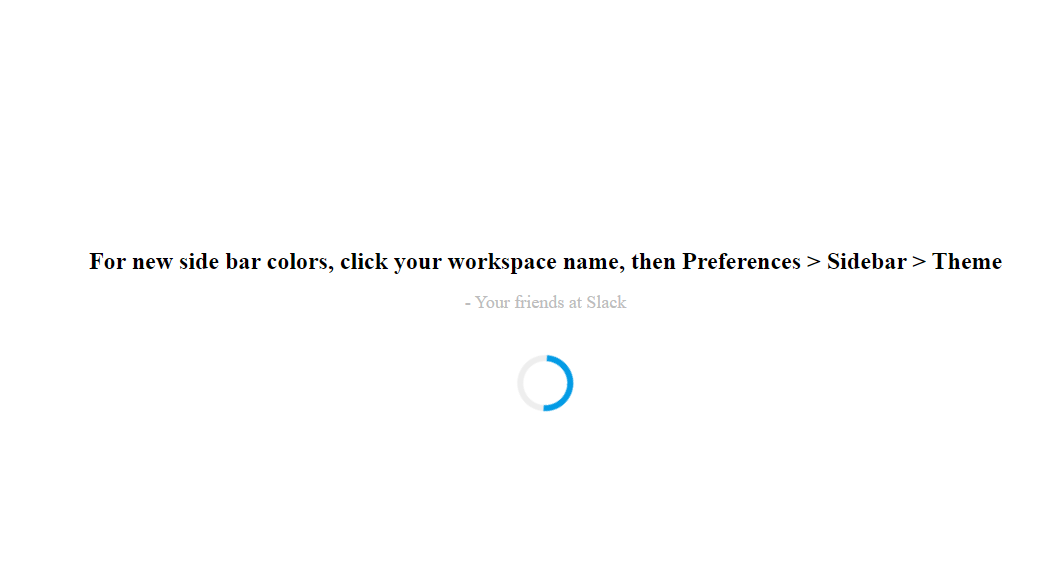 For new side bar colors, click your workspace name, then Preferences > Sidebar > Theme
- Your friends at Slack